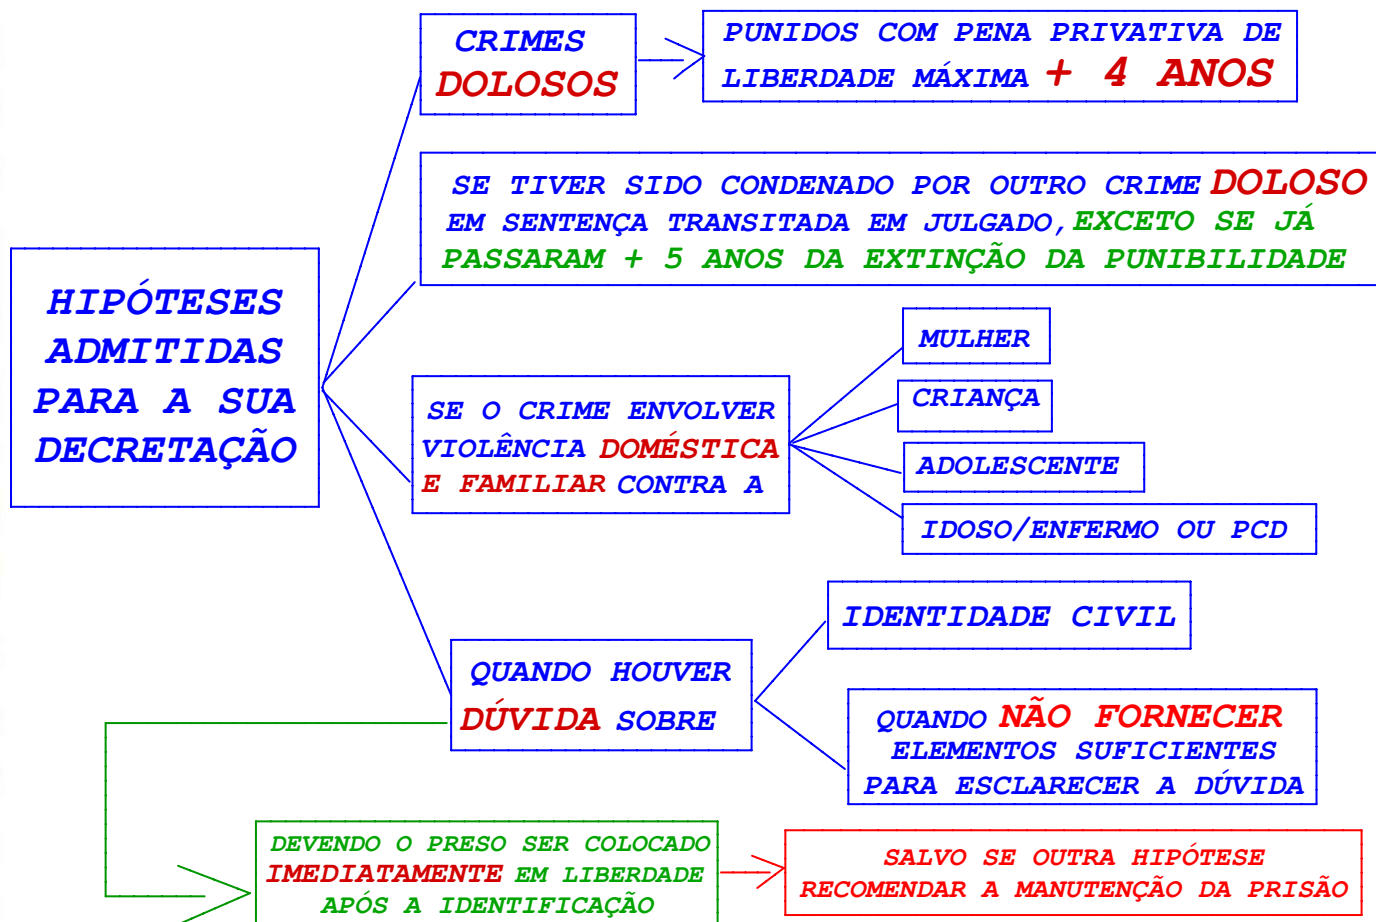 CRIMES
DOLOSOS
PUNIDOS COM PENA PRIVATIVA DE
LIBERDADE MÁXIMA + 4 ANOS
SE TIVER SIDO CONDENADO POR OUTRO CRIME DOLOSO
EM SENTENÇA TRANSITADA EM JULGADO, EXCETO SE JÁ
PASSARAM + 5 ANOS DA EXTINÇÃO DA PUNIBILIDADE
HIPÓTESES
ADMITIDAS
PARA A SUA
DECRETAÇÃO
SE O CRIME ENVOLVER
VIOLÊNCIA DOMÉSTICA
E FAMILIAR CONTRA A
MULHER
CRIANÇA
ADOLESCENTE
IDOSO/ENFERMO OU PCD
QUANDO HOUVER
DÚVIDA SOBRE
IDENTIDADE CIVIL
QUANDO NÃO FORNECER
ELEMENTOS SUFICIENTES
PARA ESCLARECER A DÚVIDA
DEVENDO O PRESO SER COLOCADO
IMEDIATAMENTE EM LIBERDADE
APÓS A IDENTIFICAÇÃO
SALVO SE OUTRA HIPÓTESE
RECOMENDAR A MANUTENÇÃO DA PRISÃO